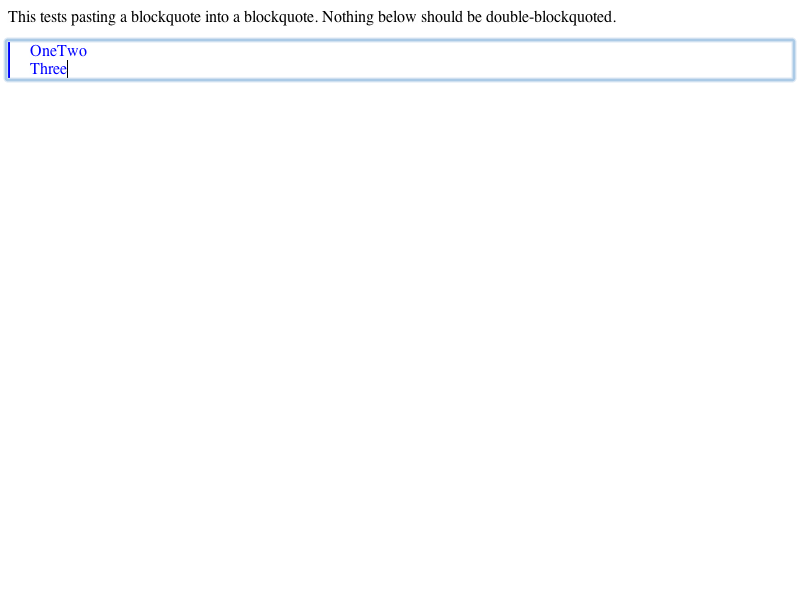 This tests pasting a blockquote into a blockquote. Nothing below should be double-blockquoted.
OneTwo
Three